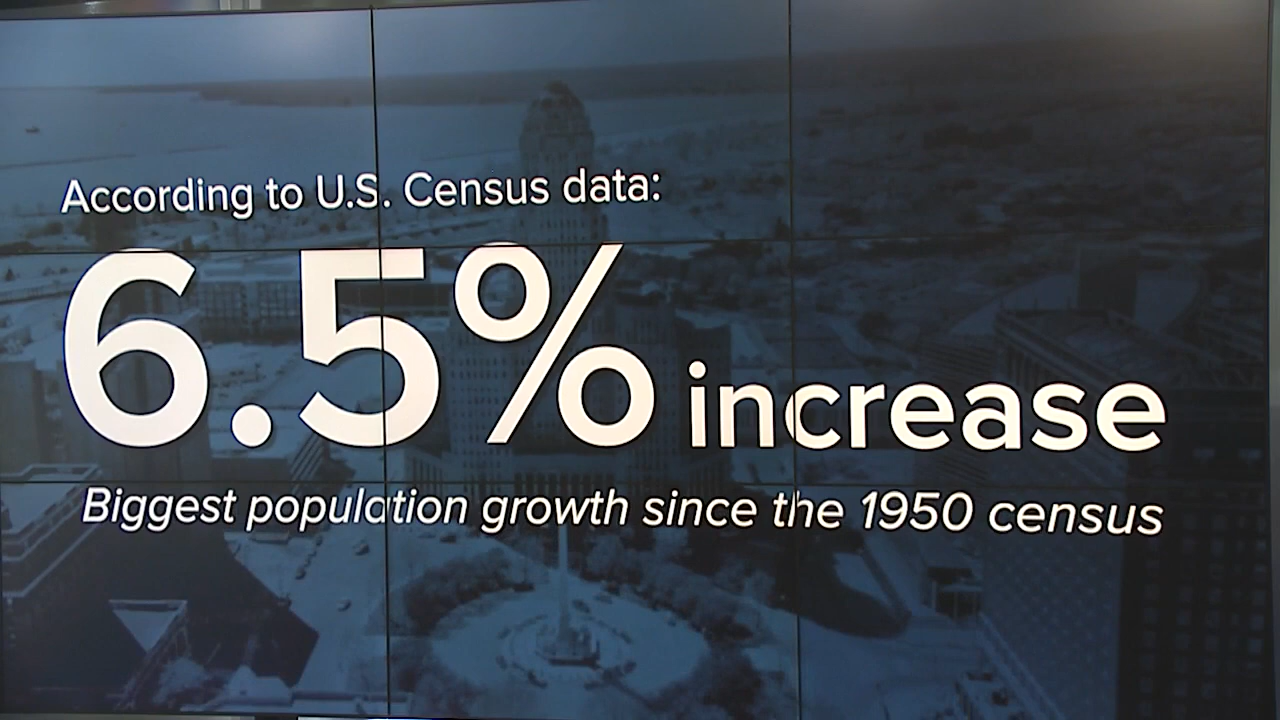 According to U.S. Census data:
6.5% increase
Biggest population growth since the 1950 census